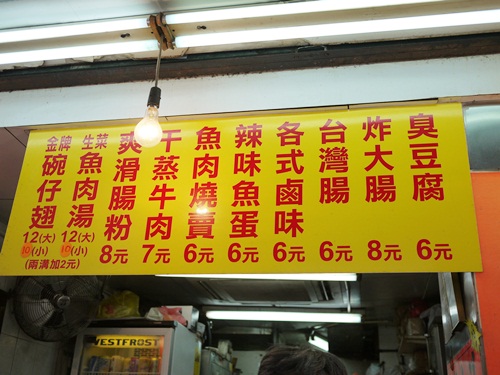 金牌
碗仔翅
12(大)
(小)
生菜
魚肉湯
12(大)
(小)
(兩溝加2元)
爽滑腸粉
8元
干蒸牛肉
7元
魚肉燒賣
6元
辣味魚蛋
6元
各式鹵味
6元
台灣腸
6元
炸大腸
8元
臭豆腐
6元
VESTFROST